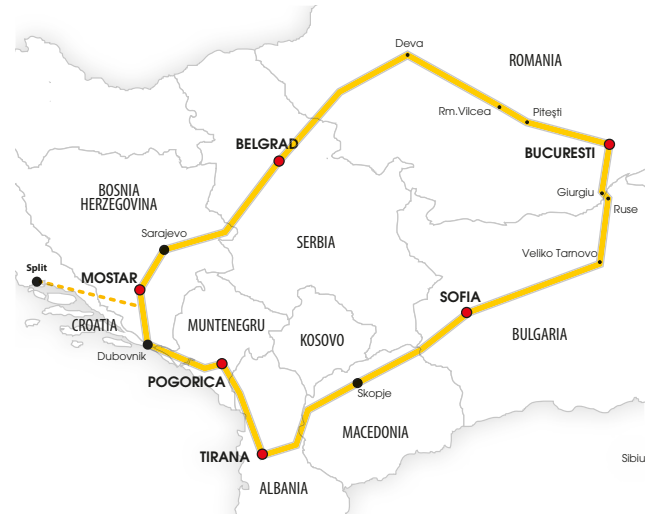 Deva
ROMANIA
Rm.Vilcea
Pitești
BELGRAD
BUCURESTI
BOSNIA
HERZEGOVINA
Giurgiu
Ruse
Sarajevo
SERBIA
Veliko Tarnovo
Split
MOSTAR
SOFIA
CROATIA
MUNTENEGRU
KOSOVO
BULGARIA
Dubovnik
POGORICA
Skopje
MACEDONIA
TIRANA
Sibiu
ALBANIA